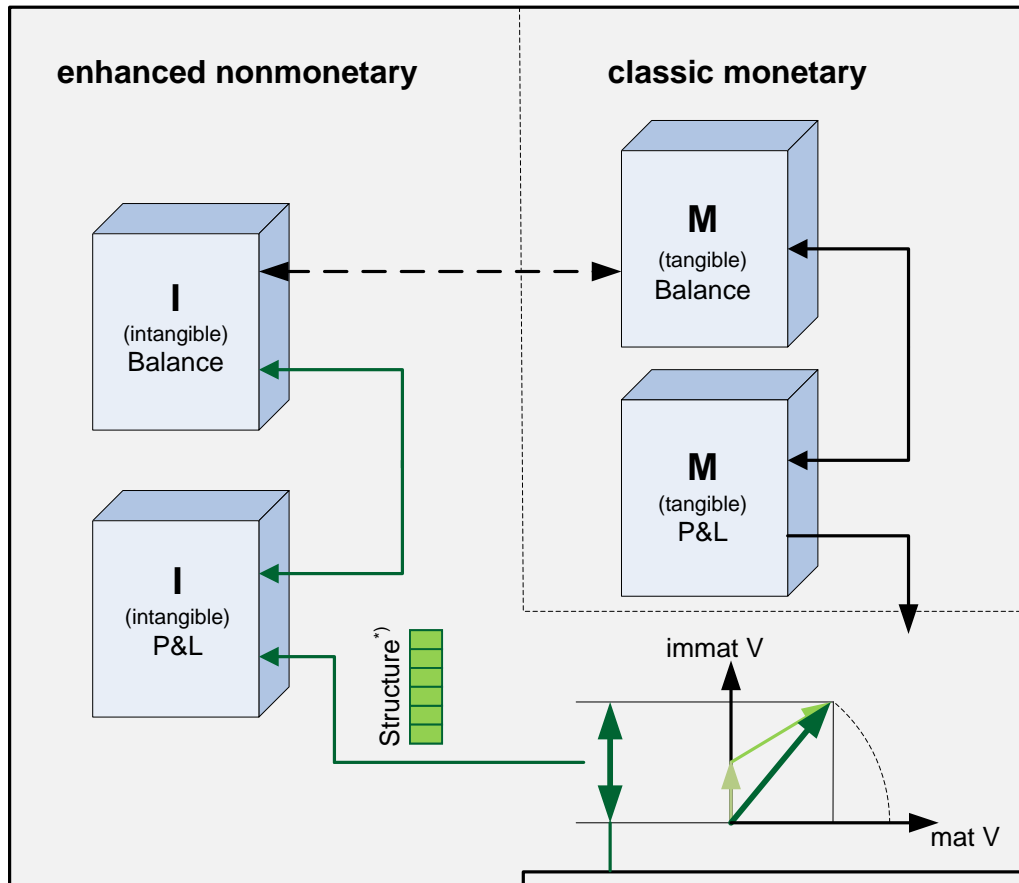 enhanced nonmonetary
classic monetary
M
(tangible)
Balance
I
(intangible)
Balance
M
(tangible)
P&L
I
(intangible)
P&L
Structure*)
immat V
mat V